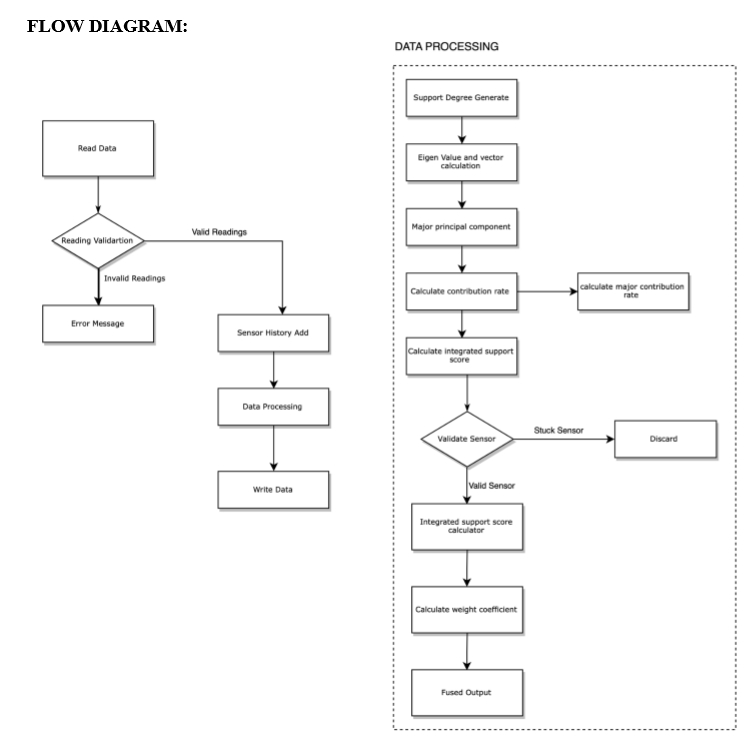 FLOW DIAGRAM:
Read Data
Reading Validartion
Valid Readings
Invalid Readings
Error Message
Sensor History Add
Data Processing
Write Data
DATA PROCESSING
Support Degree Generate
Eigen Value and vector
calculation
Major principal component
Calculate contribution rate
calculate major contribution
rate
Calculate integrated support
score
Validate Sensor
Stuck Sensor
Discard
Valid Sensor
Integrated support score
calculator
Calculate weight coefficient
Fused Output